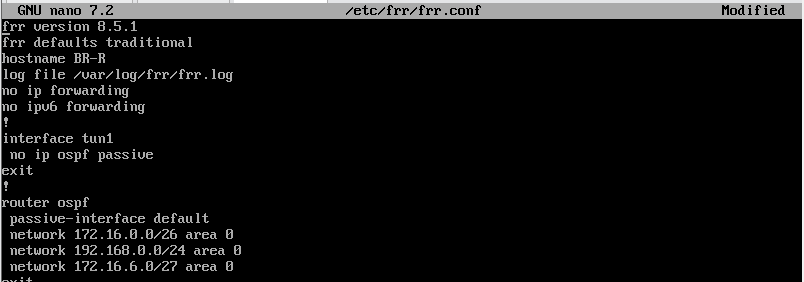 GNU nano 7.2 /etc/frr/frr.conf Modified
frr version 8.5.1
frr defaults traditional
hostname BR-R
log file /var/log/frr/frr.log
no ip forwarding
no ipv6 forwarding
!
interface tun1
 no ip ospf passive
exit
!
router ospf
 passive-interface default
 network 172.16.0.0/26 area 0
 network 192.168.0.0/24 area 0
 network 172.16.6.0/27 area 0
exit